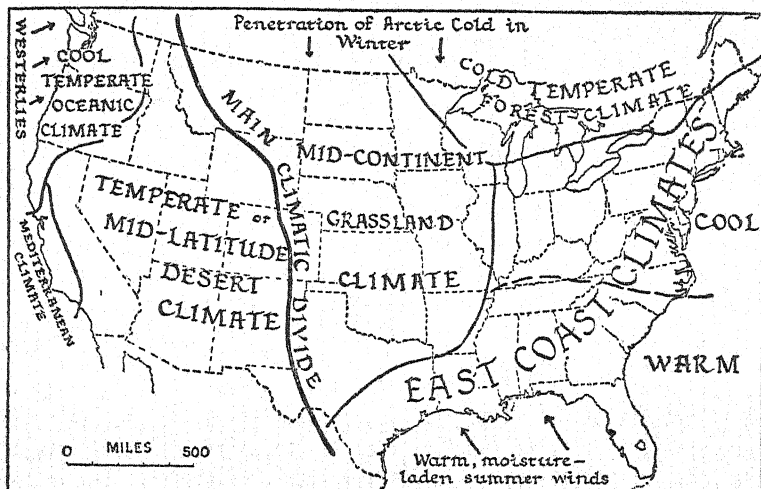 Penetration of Arctic Cold in
Winter
WESTERLIES
COOL
TEMPERATE
OCEANIC
CLIMATE
COLD TEMPERATE
FOREST CLIMATE
MAIN CLIMATIC DIVIDE
MID-CONTINENT
GRASSLAND
CLIMATE
TEMPERATE or
MID-LATITUDE
DESERT
CLIMATE
MEDITERRANEAN
CLIMATE
EAST COAST CLIMATES
COOL
WARM
0 MILES 500
Warm, moisture-
laden summer winds